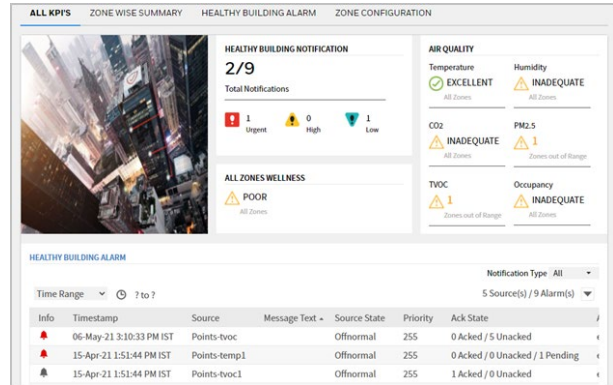 ALL KPI'S ZONE WISE SUMMARY HEALTHY BUILDING ALARM ZONE CONFIGURATION
HEALTHY BUILDING NOTIFICATION
2/9
Total Notifications
1 Urgent
0 High
1 Low
ALL ZONES WELLNESS
POOR
All Zones
AIR QUALITY
Temperature Humidity
EXCELLENT INADEQUATE
All Zones All Zones
CO2 PM2.5
INADEQUATE 1
All Zones Zones out of Range
TVOC Occupancy
1 INADEQUATE
Zones out of Range All Zones
HEALTHY BUILDING ALARM
Notification Type All
Time Range ? to ? 5 Source(s) / 9 Alarm(s)
Info Timestamp Source Message Text Source State Priority Ack State
06-May-21 3:10:33 PM IST Points-tvoc Offnormal 255 0 Acked / 5 Unacked
15-Apr-21 1:51:44 PM IST Points-temp1 Offnormal 255 0 Acked / 0 Unacked / 1 Pending
15-Apr-21 1:51:44 PM IST Points-tvoc1 Offnormal 255 1 Acked / 0 Unacked